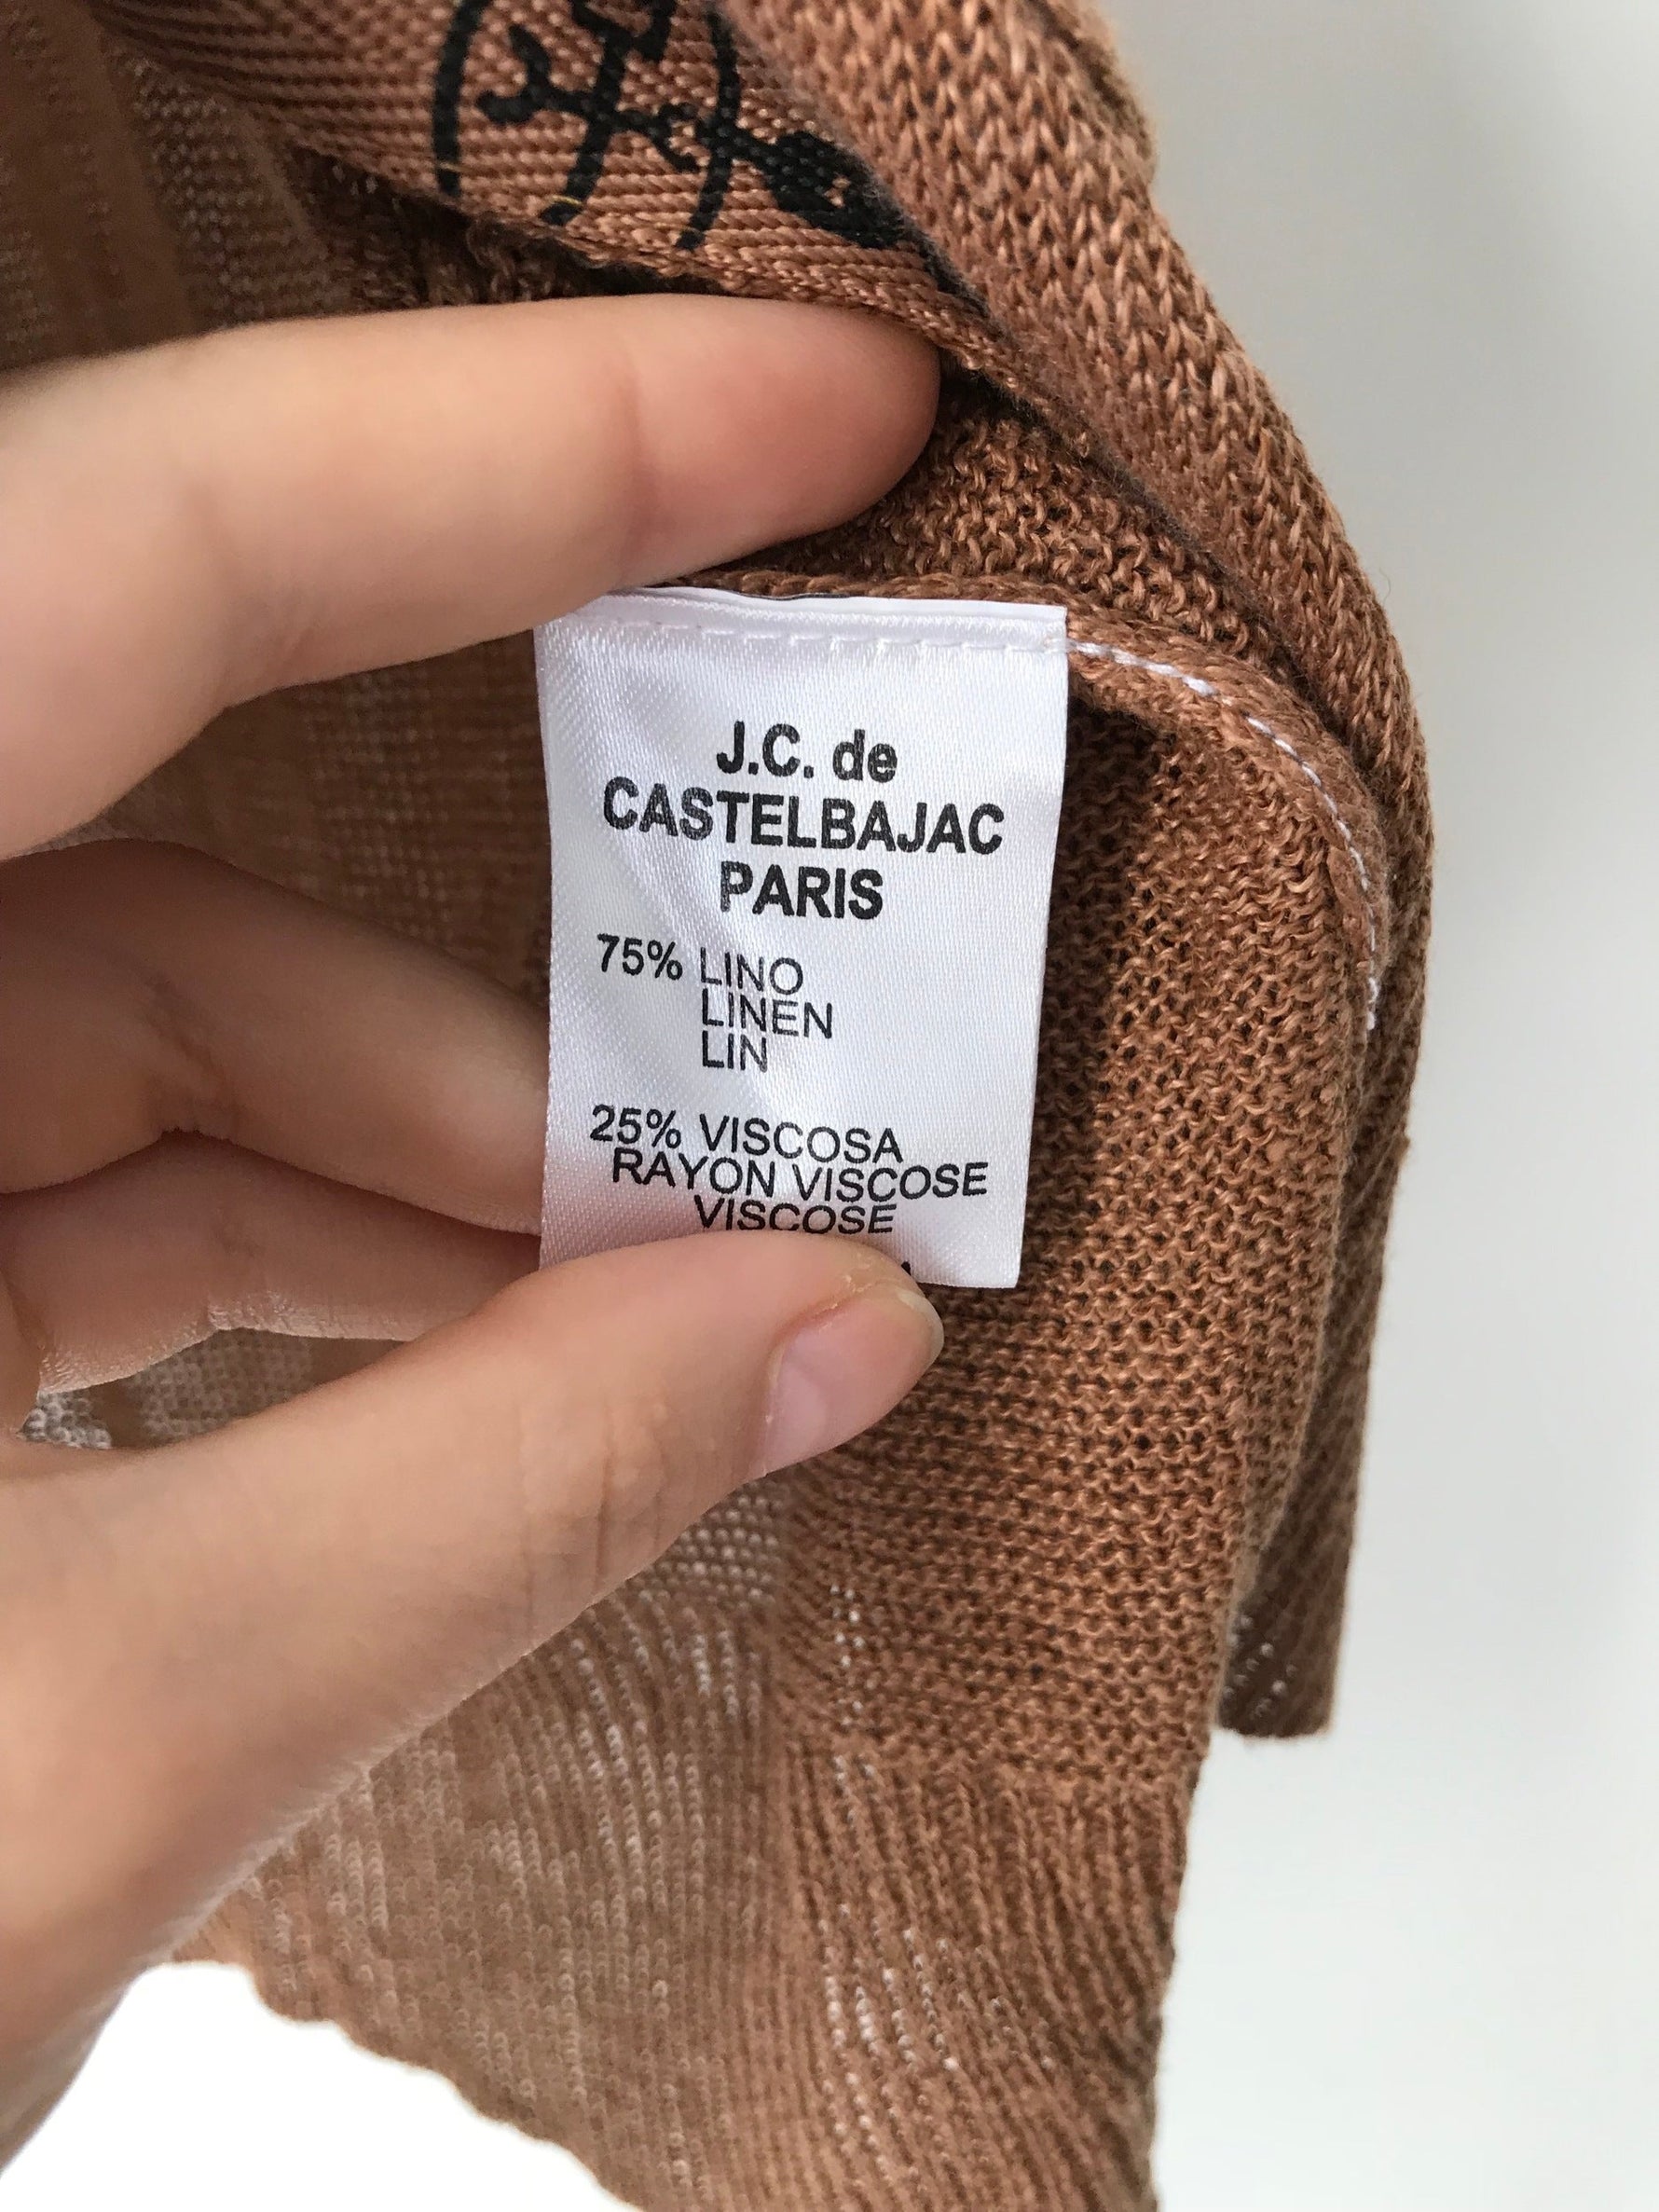 J.C. de
CASTELBAJAC
PARIS
75% LINO
LINEN
LIN
25% VISCOSA
RAYON VISCOSE
VISCOSE